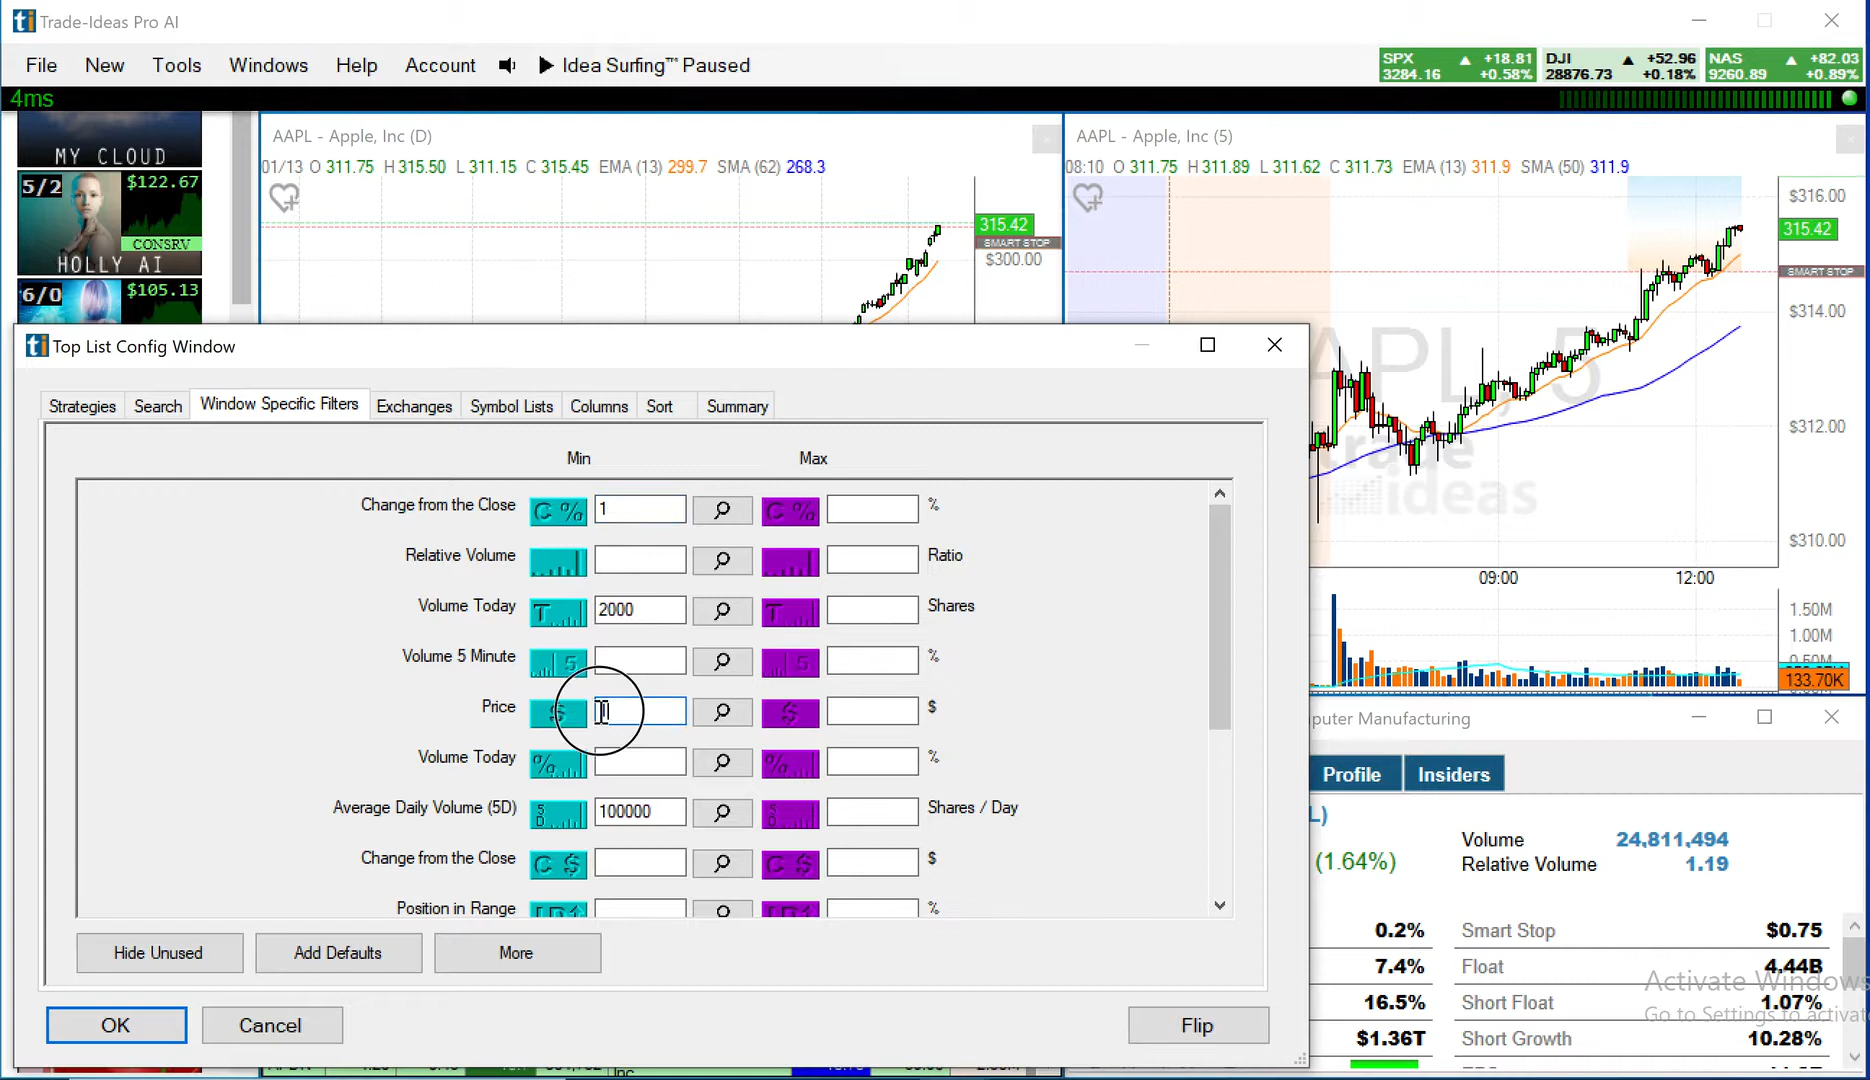 Trade-Ideas Pro AI
File New Tools Windows Help Account Idea Surfing™ Paused
SPX +18.81
3284.16 +0.58%
DJI +52.96
28876.73 +0.18%
NAS +82.03
9260.89 +0.89%
4ms
MY CLOUD
5/2 $122.67
CONSRV
HOLLY AI
6/0 $105.13
AAPL - Apple, Inc (D)
01/13 O 311.75 H 315.50 L 311.15 C 315.45 EMA (13) 299.7 SMA (62) 268.3
315.42
SMART STOP
$300.00
AAPL - Apple, Inc (5)
08:10 O 311.75 H 311.89 L 311.62 C 311.73 EMA (13) 311.9 SMA (50) 311.9
$316.00
315.42
SMART STOP
$314.00
$312.00
$310.00
APL, 5
trade
ideas
09:00 12:00
1.50M
1.00M
0.50M
133.70K
Top List Config Window
Strategies Search Window Specific Filters Exchanges Symbol Lists Columns Sort Summary
Min Max
Change from the Close C % 1 C % %
Relative Volume Ratio
Volume Today T 2000 T Shares
Volume 5 Minute 5 5 %
Price $ $ $
Volume Today % % %
Average Daily Volume (5D) 5 D 100000 5 D Shares / Day
Change from the Close C $ C $ $
Position in Range %
Hide Unused Add Defaults More
OK Cancel Flip
puter Manufacturing
Profile Insiders
L)
(1.64%)
Volume 24,811,494
Relative Volume 1.19
0.2% Smart Stop $0.75
7.4% Float 4.44B
16.5% Short Float 1.07%
$1.36T Short Growth 10.28%
Activate Windows
Go to Settings to activat
Inc